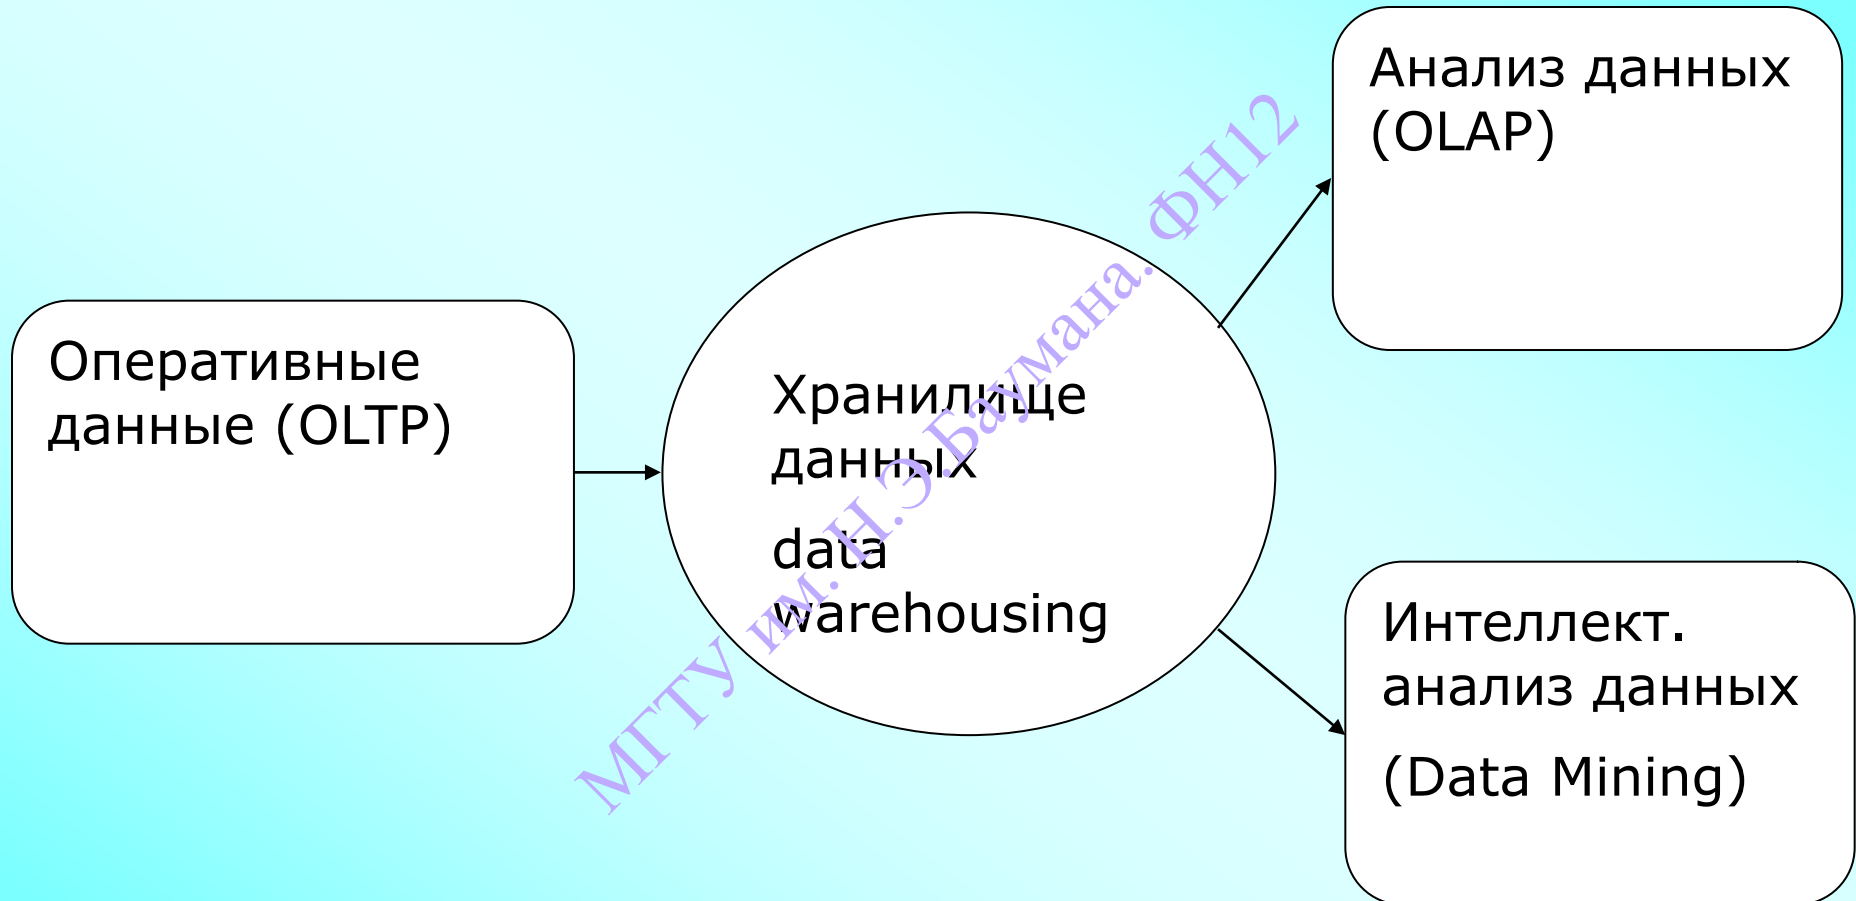 Анализ данных
(OLAP)
Оперативные
данные (OLTP)
Хранилище
данных
data
warehousing
Интеллект.
анализ данных
(Data Mining)
МГТУ им. Н.Э.Баумана. ФН12